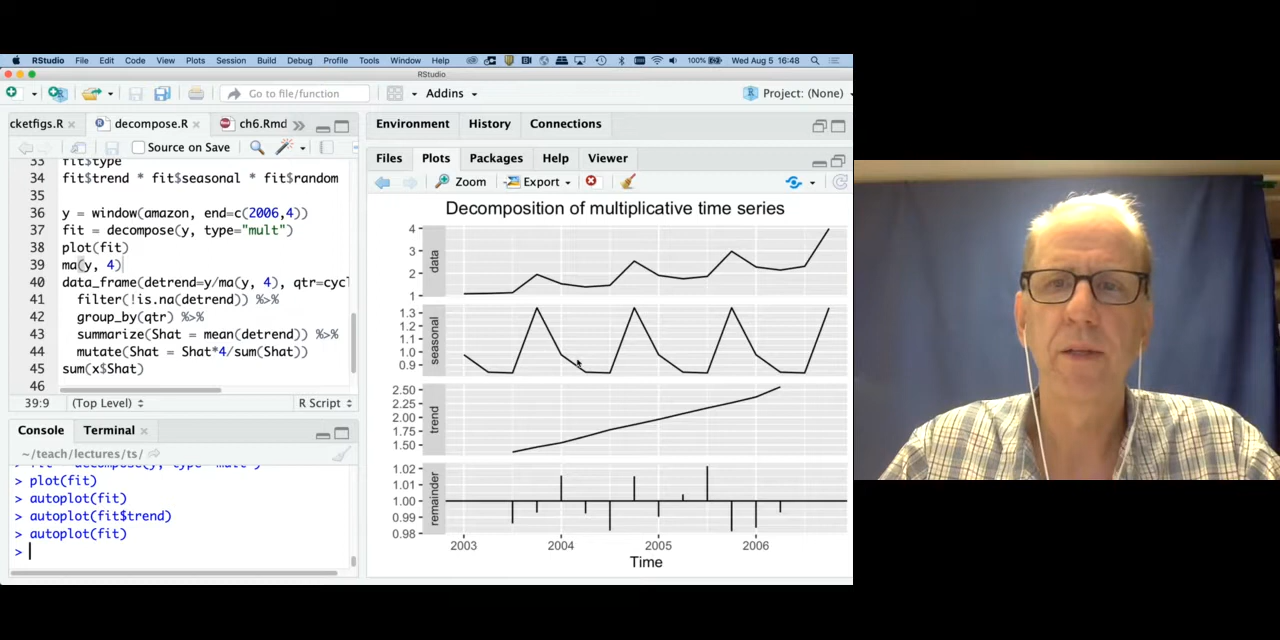 RStudio File Edit Code View Plots Session Build Debug Profile Tools Window Help 100% Wed Aug 5 16:48
RStudio
Go to file/function Addins Project: (None)
cketfigs.R decompose.R ch6.Rmd
Source on Save
33 fit$type
34 fit$trend * fit$seasonal * fit$random
35
36 y = window(amazon, end=c(2006,4))
37 fit = decompose(y, type="mult")
38 plot(fit)
39 ma(y, 4)
40 data_frame(detrend=y/ma(y, 4), qtr=cycl
41 filter(!is.na(detrend)) %>%
42 group_by(qtr) %>%
43 summarize(Shat = mean(detrend)) %>%
44 mutate(Shat = Shat*4/sum(Shat))
45 sum(x$Shat)
46
39:9 (Top Level) R Script
Console Terminal
~/teach/lectures/ts/
> fit = decompose(y, type="mult")
> plot(fit)
> autoplot(fit)
> autoplot(fit$trend)
> autoplot(fit)
>
Environment History Connections
Files Plots Packages Help Viewer
Zoom Export
Decomposition of multiplicative time series
data
4
3
2
1
seasonal
1.3
1.2
1.1
1.0
0.9
trend
2.50
2.25
2.00
1.75
1.50
remainder
1.02
1.01
1.00
0.99
0.98
2003 2004 2005 2006
Time